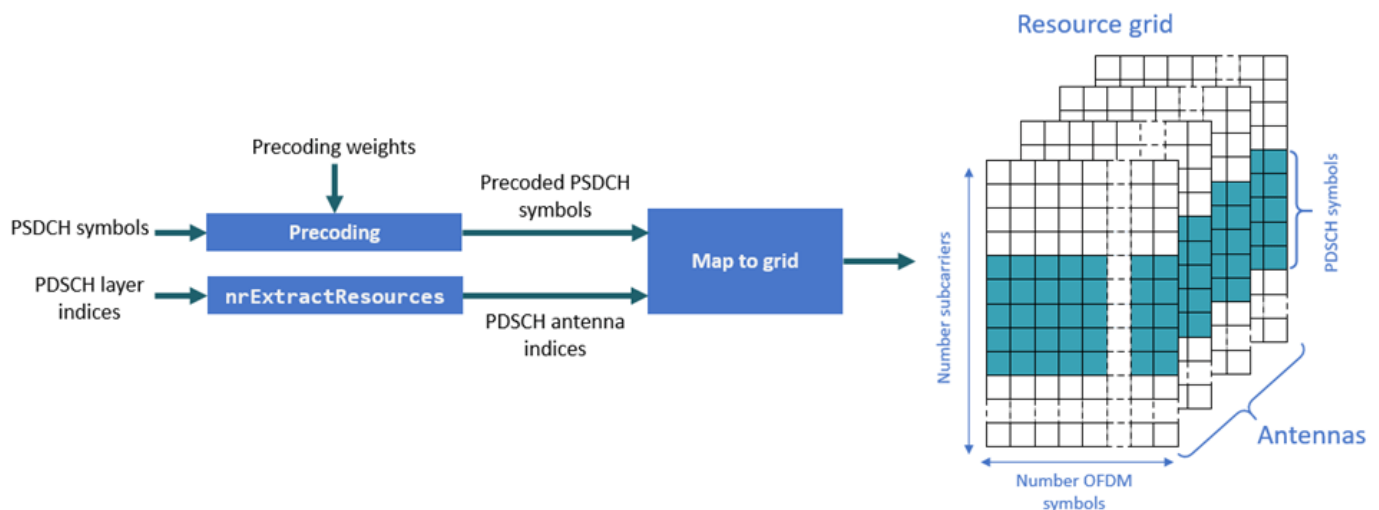 Resource grid
Precoding weights
PSDCH symbols
Precoding
Precoded PSDCH
symbols
PDSCH layer
indices
nrExtractResources
PDSCH antenna
indices
Map to grid
Number subcarriers
PDSCH symbols
Antennas
Number OFDM
symbols